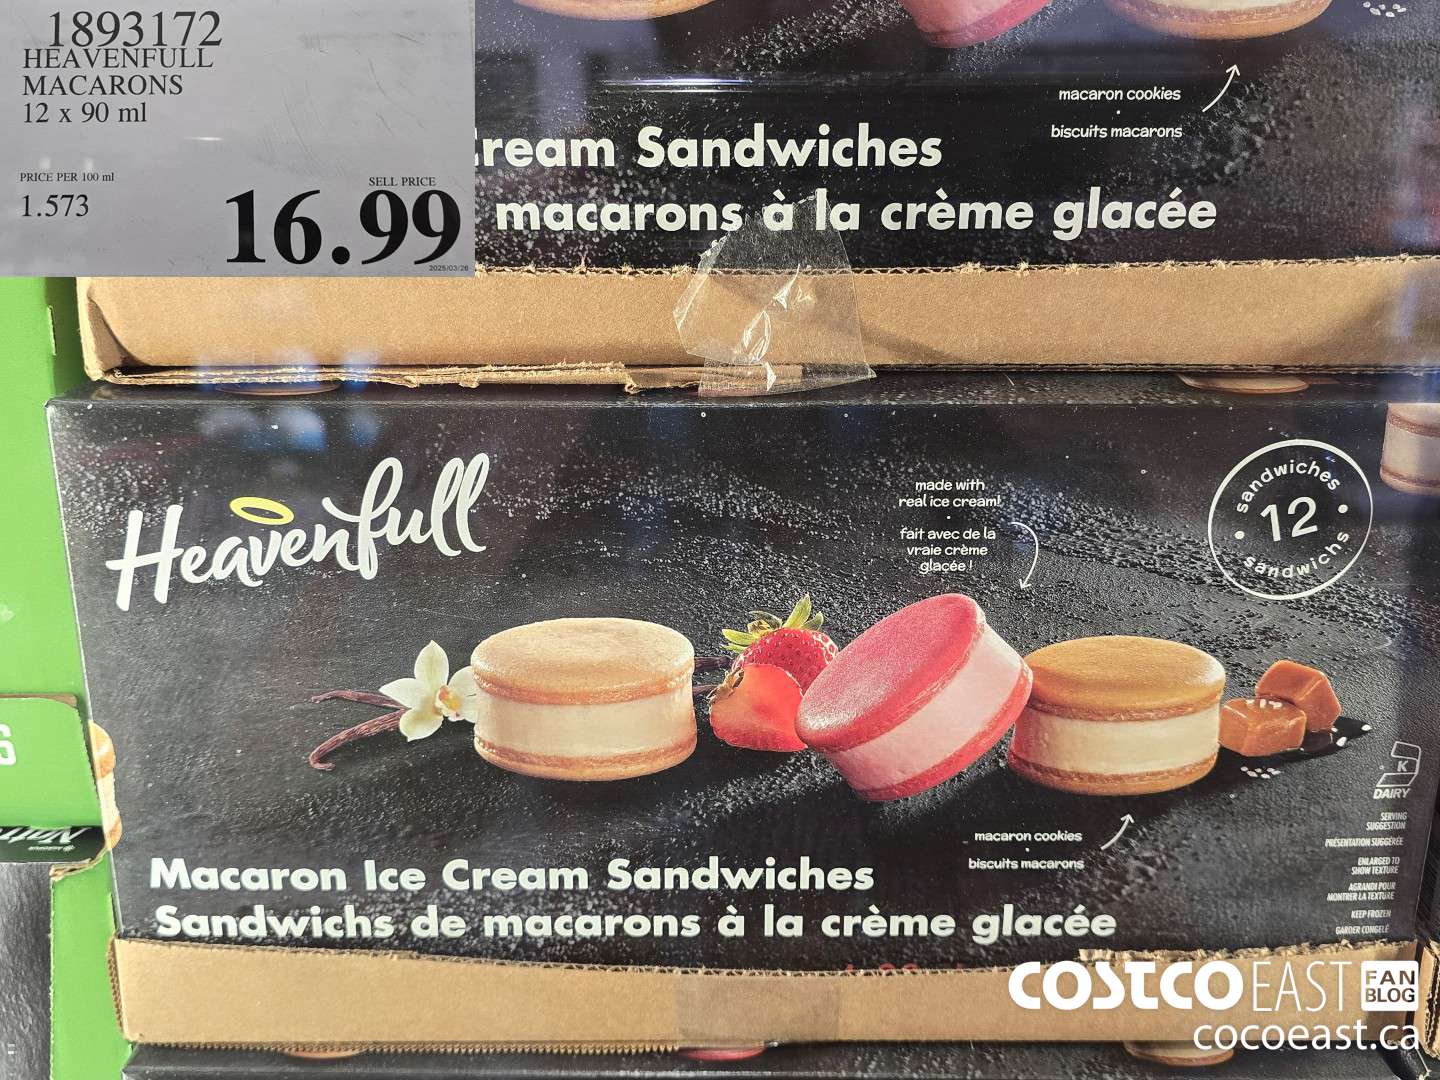 1893172
HEAVENFULL
MACARONS
12 x 90 ml
PRICE PER 100 ml
1.573
SELL PRICE
16.99
2025/03/26
macaron cookies
biscuits macarons
Cream Sandwiches
macarons à la crème glacée
Heavenfull
made with
real ice cream!
fait avec de la
vraie crème
glacée !
sandwiches
12
sandwichs
K
DAIRY
SERVING
SUGGESTION
PRÉSENTATION SUGGÉRÉE
ENLARGED TO
SHOW TEXTURE
AGRANDI POUR
MONTRER LA TEXTURE
KEEP FROZEN
GARDER CONGELÉ
macaron cookies
biscuits macarons
Macaron Ice Cream Sandwiches
Sandwichs de macarons à la crème glacée
COSTCO EAST FAN BLOG
cocoeast.ca